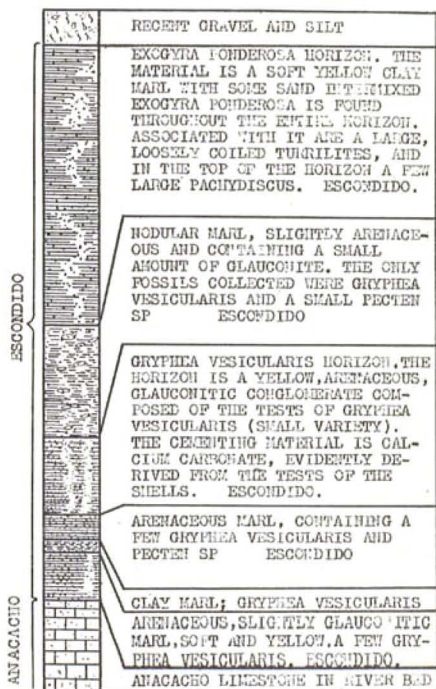 RECENT GRAVEL AND SILT
EXOGYRA PONDEROSA HORIZON. THE
MATERIAL IS A SOFT YELLOW CLAY
MARL WITH SOME SAND INTERMIXED
EXOGYRA PONDEROSA IS FOUND
THROUGHOUT THE ENTIRE HORIZON.
ASSOCIATED WITH IT ARE A LARGE,
LOOSELY COILED TURRILITES, AND
IN THE TOP OF THE HORIZON A FEW
LARGE PACHYDISCUS. ESCONDIDO.
NODULAR MARL, SLIGHTLY ARENACE-
OUS AND CONTAINING A SMALL
AMOUNT OF GLAUCONITE. THE ONLY
FOSSILS COLLECTED WERE GRYPHEA
VESICULARIS AND A SMALL PECTEN
SP ESCONDIDO
GRYPHEA VESICULARIS HORIZON, THE
HORIZON IS A YELLOW, ARENACEOUS,
GLAUCONITIC CONGLOMERATE COM-
POSED OF THE TESTS OF GRYPHEA
VESICULARIS (SMALL VARIETY).
THE CEMENTING MATERIAL IS CAL-
CIUM CARBONATE, EVIDENTLY DE-
RIVED FROM THE TESTS OF THE
SHELLS. ESCONDIDO.
ARENACEOUS MARL, CONTAINING A
FEW GRYPHEA VESICULARIS AND
PECTEN SP ESCONDIDO
CLAY MARL; GRYPHEA VESICULARIS
ARENACEOUS, SLIGHTLY GLAUCONITIC
MARL, SOFT AND YELLOW. A FEW GRY-
PHEA VESICULARIS. ESCONDIDO.
ANACACHO LIMESTONE IN RIVER BED
ESCONDIDO
ANACACHO